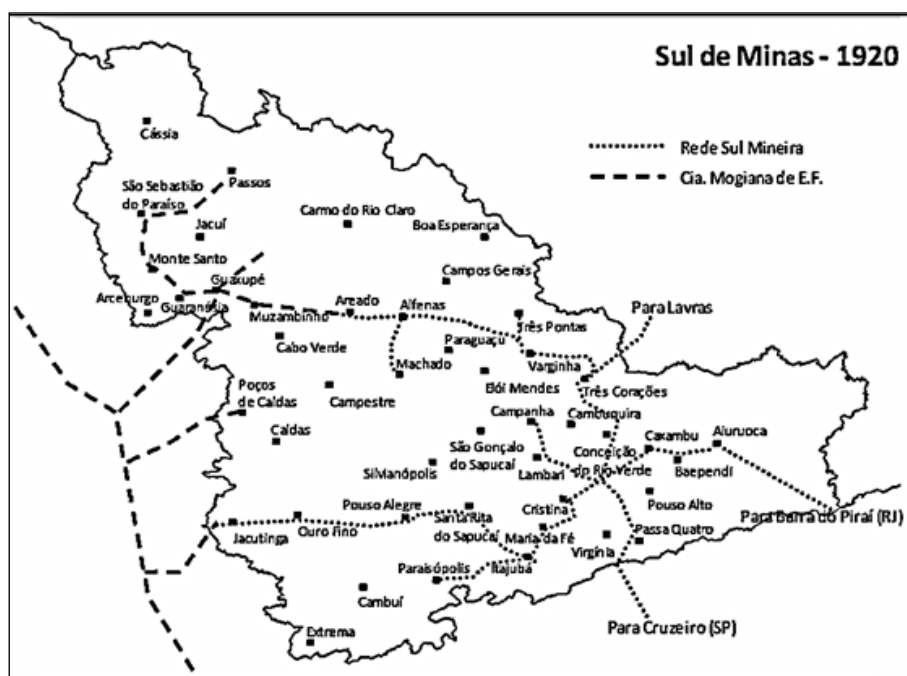 Sul de Minas - 1920
Rede Sul Mineira
Cia. Mogiana de E.F.
Cássia
Passos
São Sebastião
do Paraíso
Jacuí
Carmo do Rio Claro
Boa Esperança
Monte Santo
Guaxupé
Campos Gerais
Arceburgo
Guaranésia
Muzambinho
Areado
Alfenas
Três Pontas
Para Lavras
Cabo Verde
Paraguaçu
Varginha
Machado
Elói Mendes
Três Corações
Poços
de Caldas
Campestre
Campanha
Cambuquira
Caldas
São Gonçalo
do Sapucaí
Conceição
do Rio Verde
Caxambu
Aiuruoca
Silvianópolis
Lambari
Baependi
Pouso Alegre
Cristina
Pouso Alto
Jacutinga
Ouro Fino
Santa Rita
do Sapucaí
Maria da Fé
Virgínia
Passa Quatro
Para Barra do Piraí (RJ)
Paraisópolis
Itajubá
Cambuí
Para Cruzeiro (SP)
Extrema